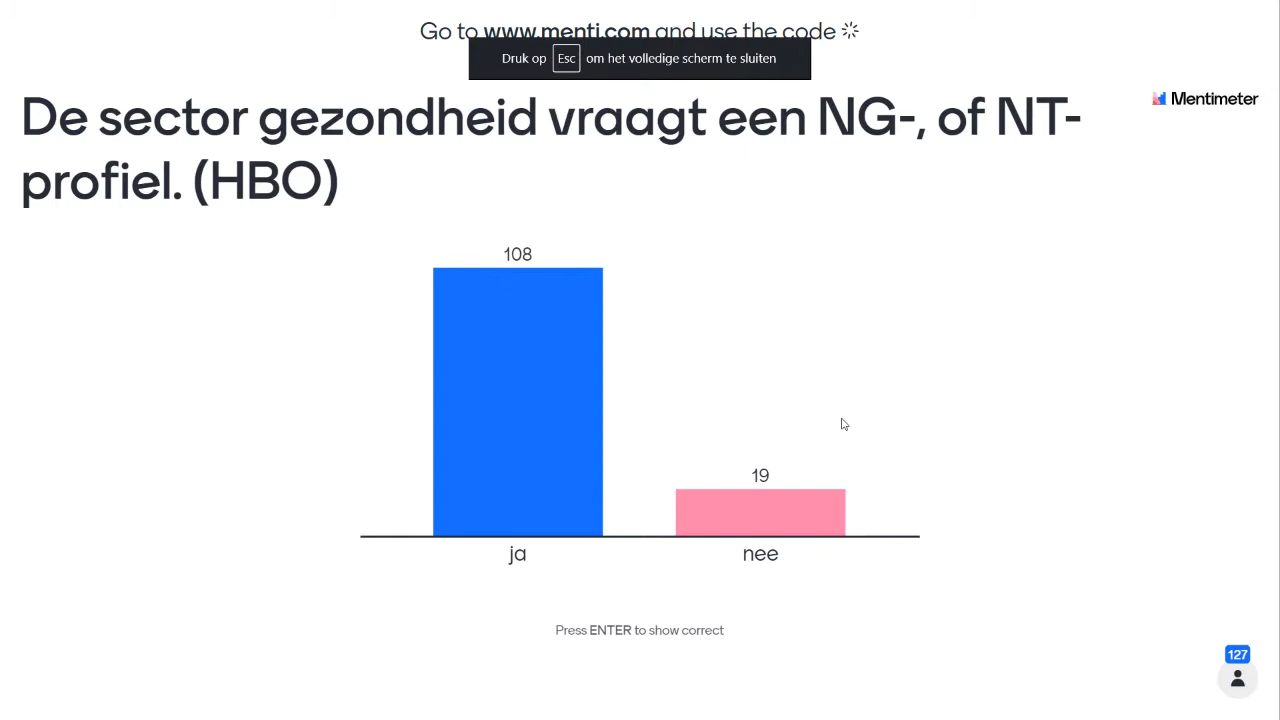 Go to www.menti.com and use the code
Druk op Esc om het volledige scherm te sluiten
Mentimeter
De sector gezondheid vraagt een NG-, of NT-
profiel. (HBO)
108
19
ja
nee
Press ENTER to show correct
127